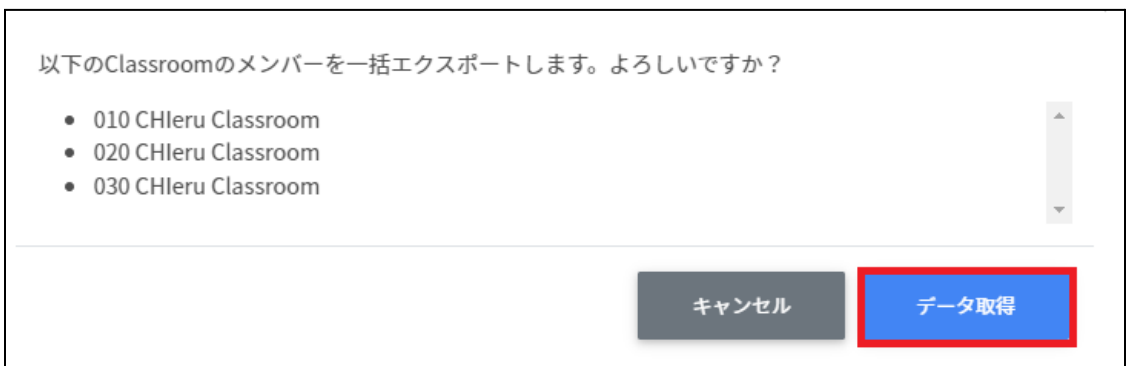 以下のClassroomのメンバーを一括エクスポートします。よろしいですか？
010 CHIeru Classroom
020 CHIeru Classroom
030 CHIeru Classroom
キャンセル
データ取得